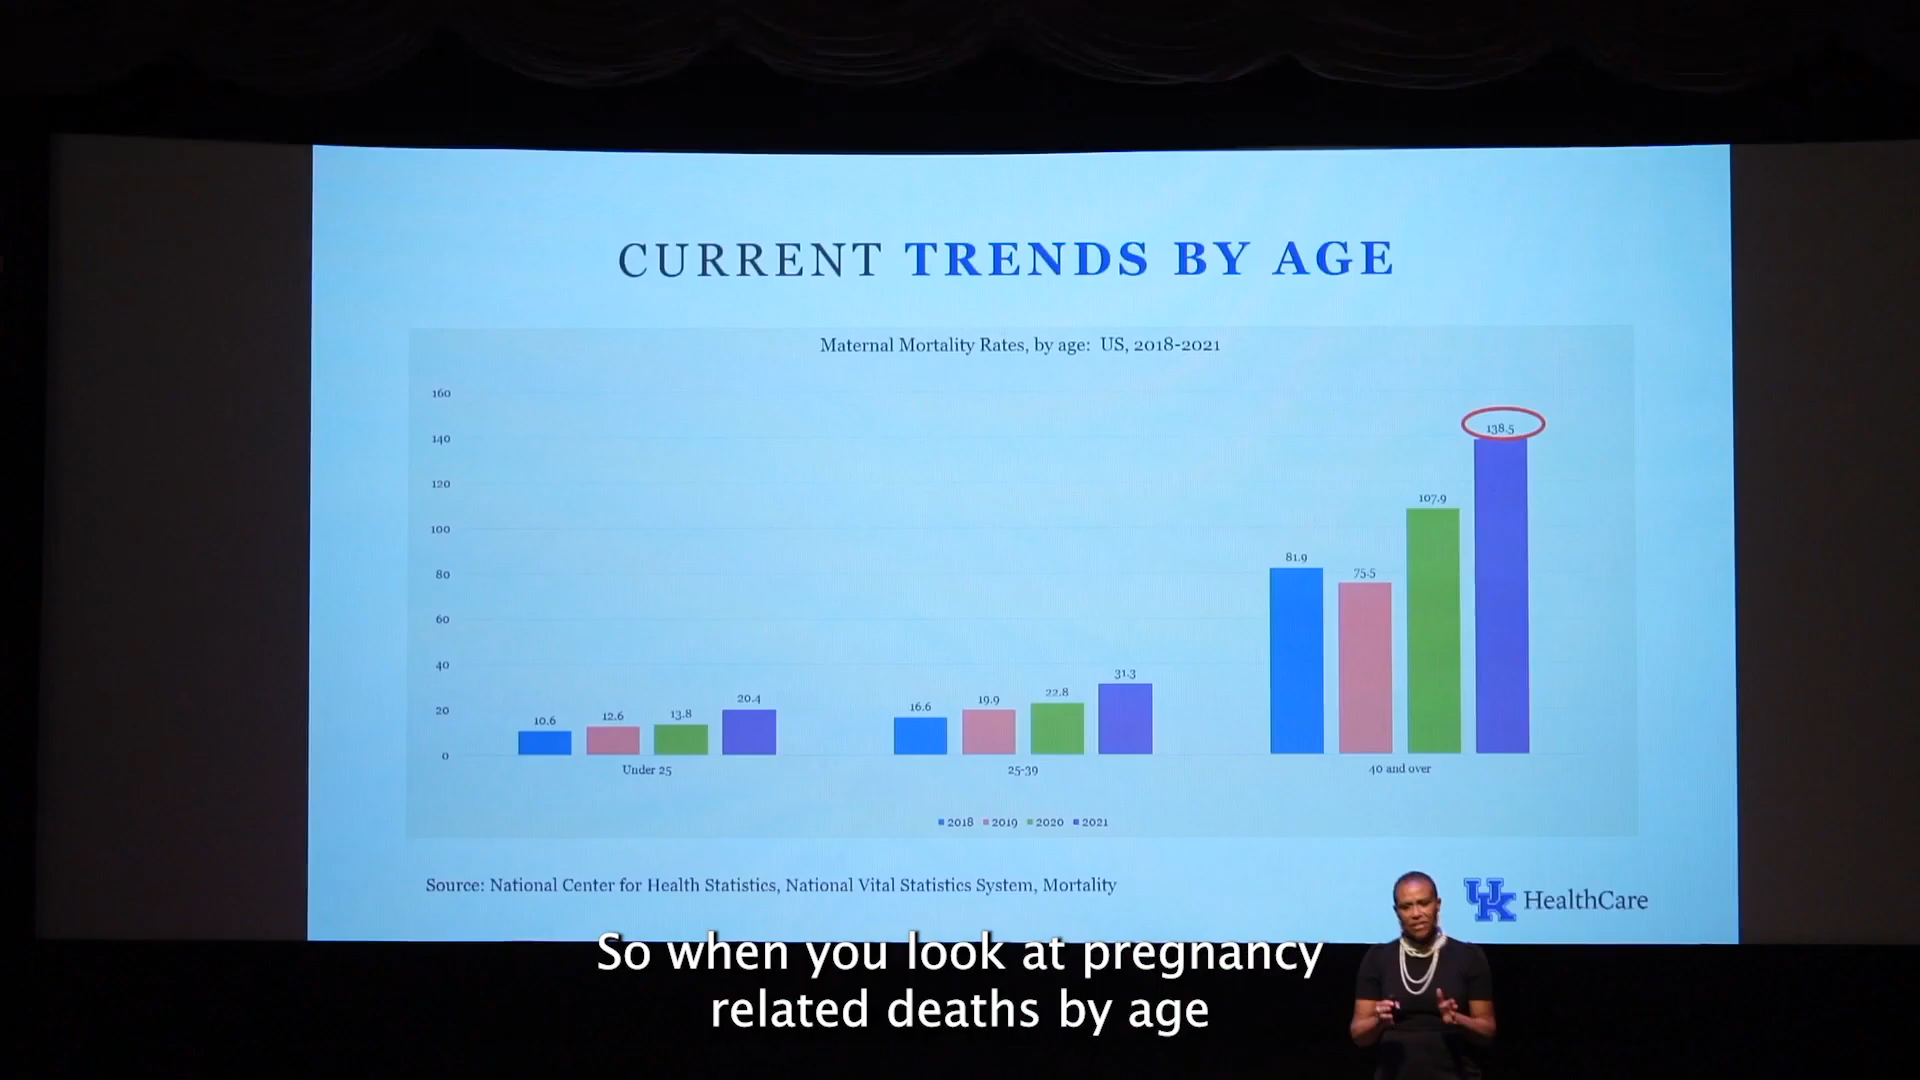 CURRENT TRENDS BY AGE
Maternal Mortality Rates, by age: US, 2018-2021
160
140
120
100
80
60
40
20
0
10.6
12.6
13.8
20.4
16.6
19.9
22.8
31.3
81.9
75.5
107.9
138.5
Under 25
25-39
40 and over
2018 2019 2020 2021
Source: National Center for Health Statistics, National Vital Statistics System, Mortality
UK HealthCare
So when you look at pregnancy
related deaths by age